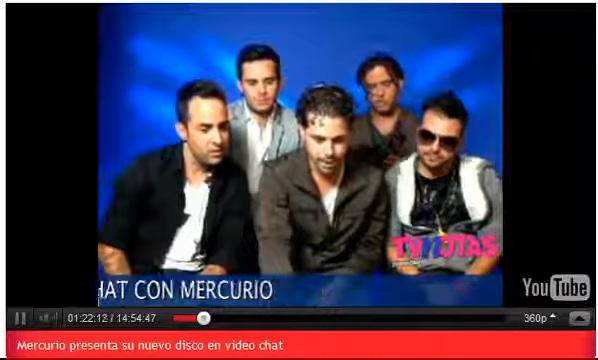 TVNOTAS
HAT CON MERCURIO
YouTube
01:22:12 / 14:54:47
360p
Mercurio presenta su nuevo disco en video chat